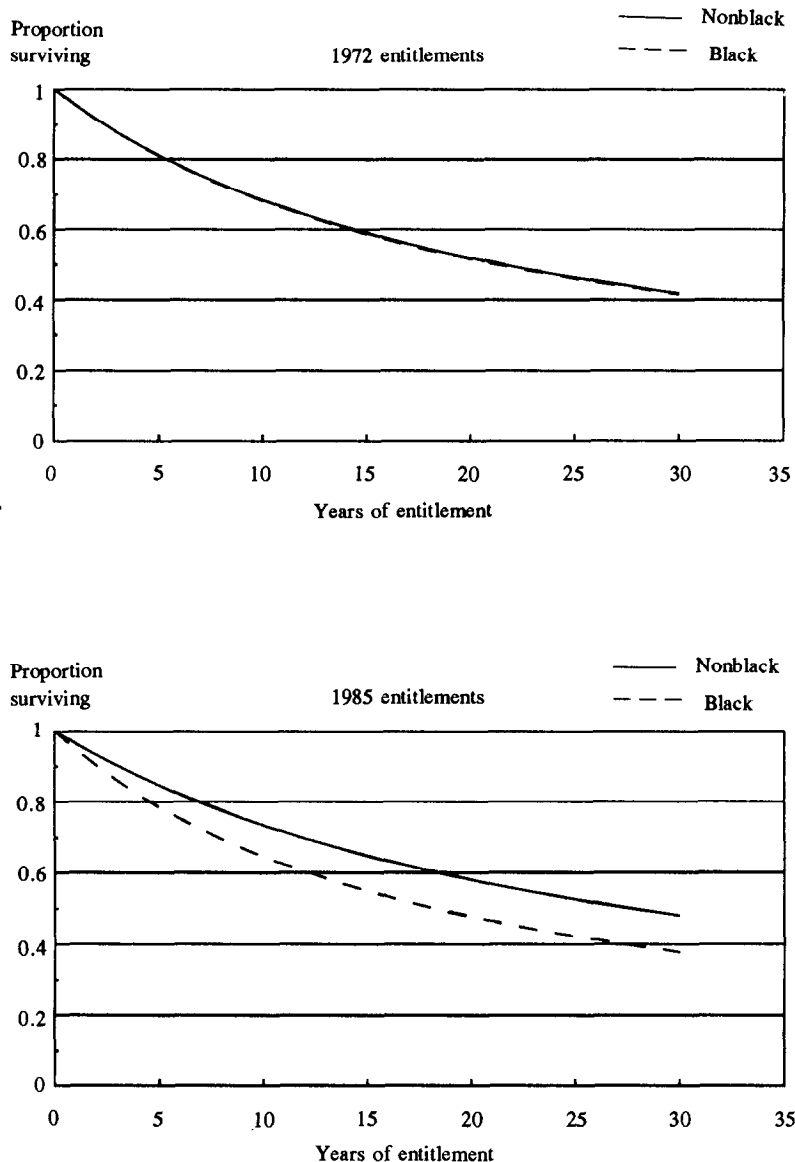 Nonblack
Proportion
surviving 1972 entitlements Black
1
0.8
0.6
0.4
0.2
0
0 5 10 15 20 25 30 35
Years of entitlement
Proportion Nonblack
surviving 1985 entitlements Black
1
0.8
0.6
0.4
0.2
0
0 5 10 15 20 25 30 35
Years of entitlement